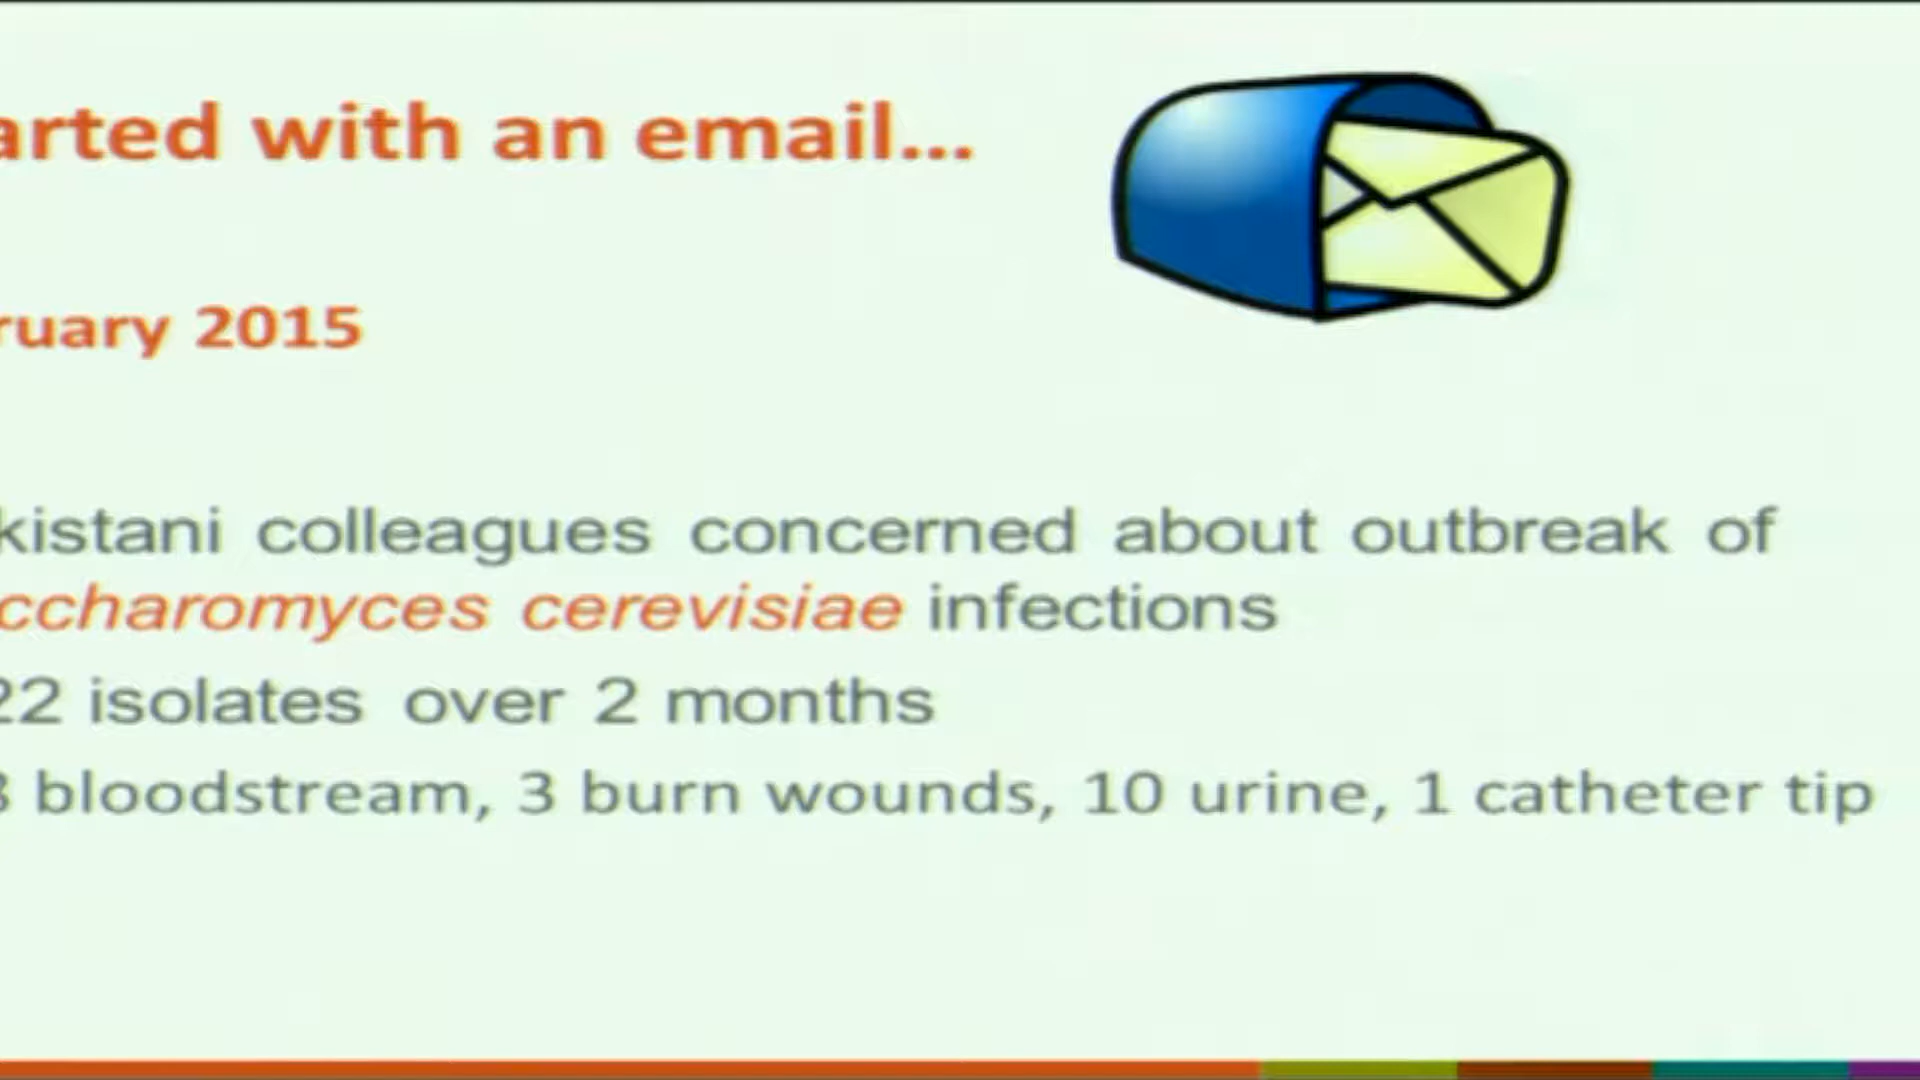 arted with an email...
ruary 2015
kistani colleagues concerned about outbreak of
ccharomyces cerevisiae infections
22 isolates over 2 months
8 bloodstream, 3 burn wounds, 10 urine, 1 catheter tip